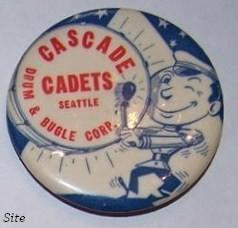 CASCADE
CADETS
SEATTLE
DRUM & BUGLE CORP.
Site